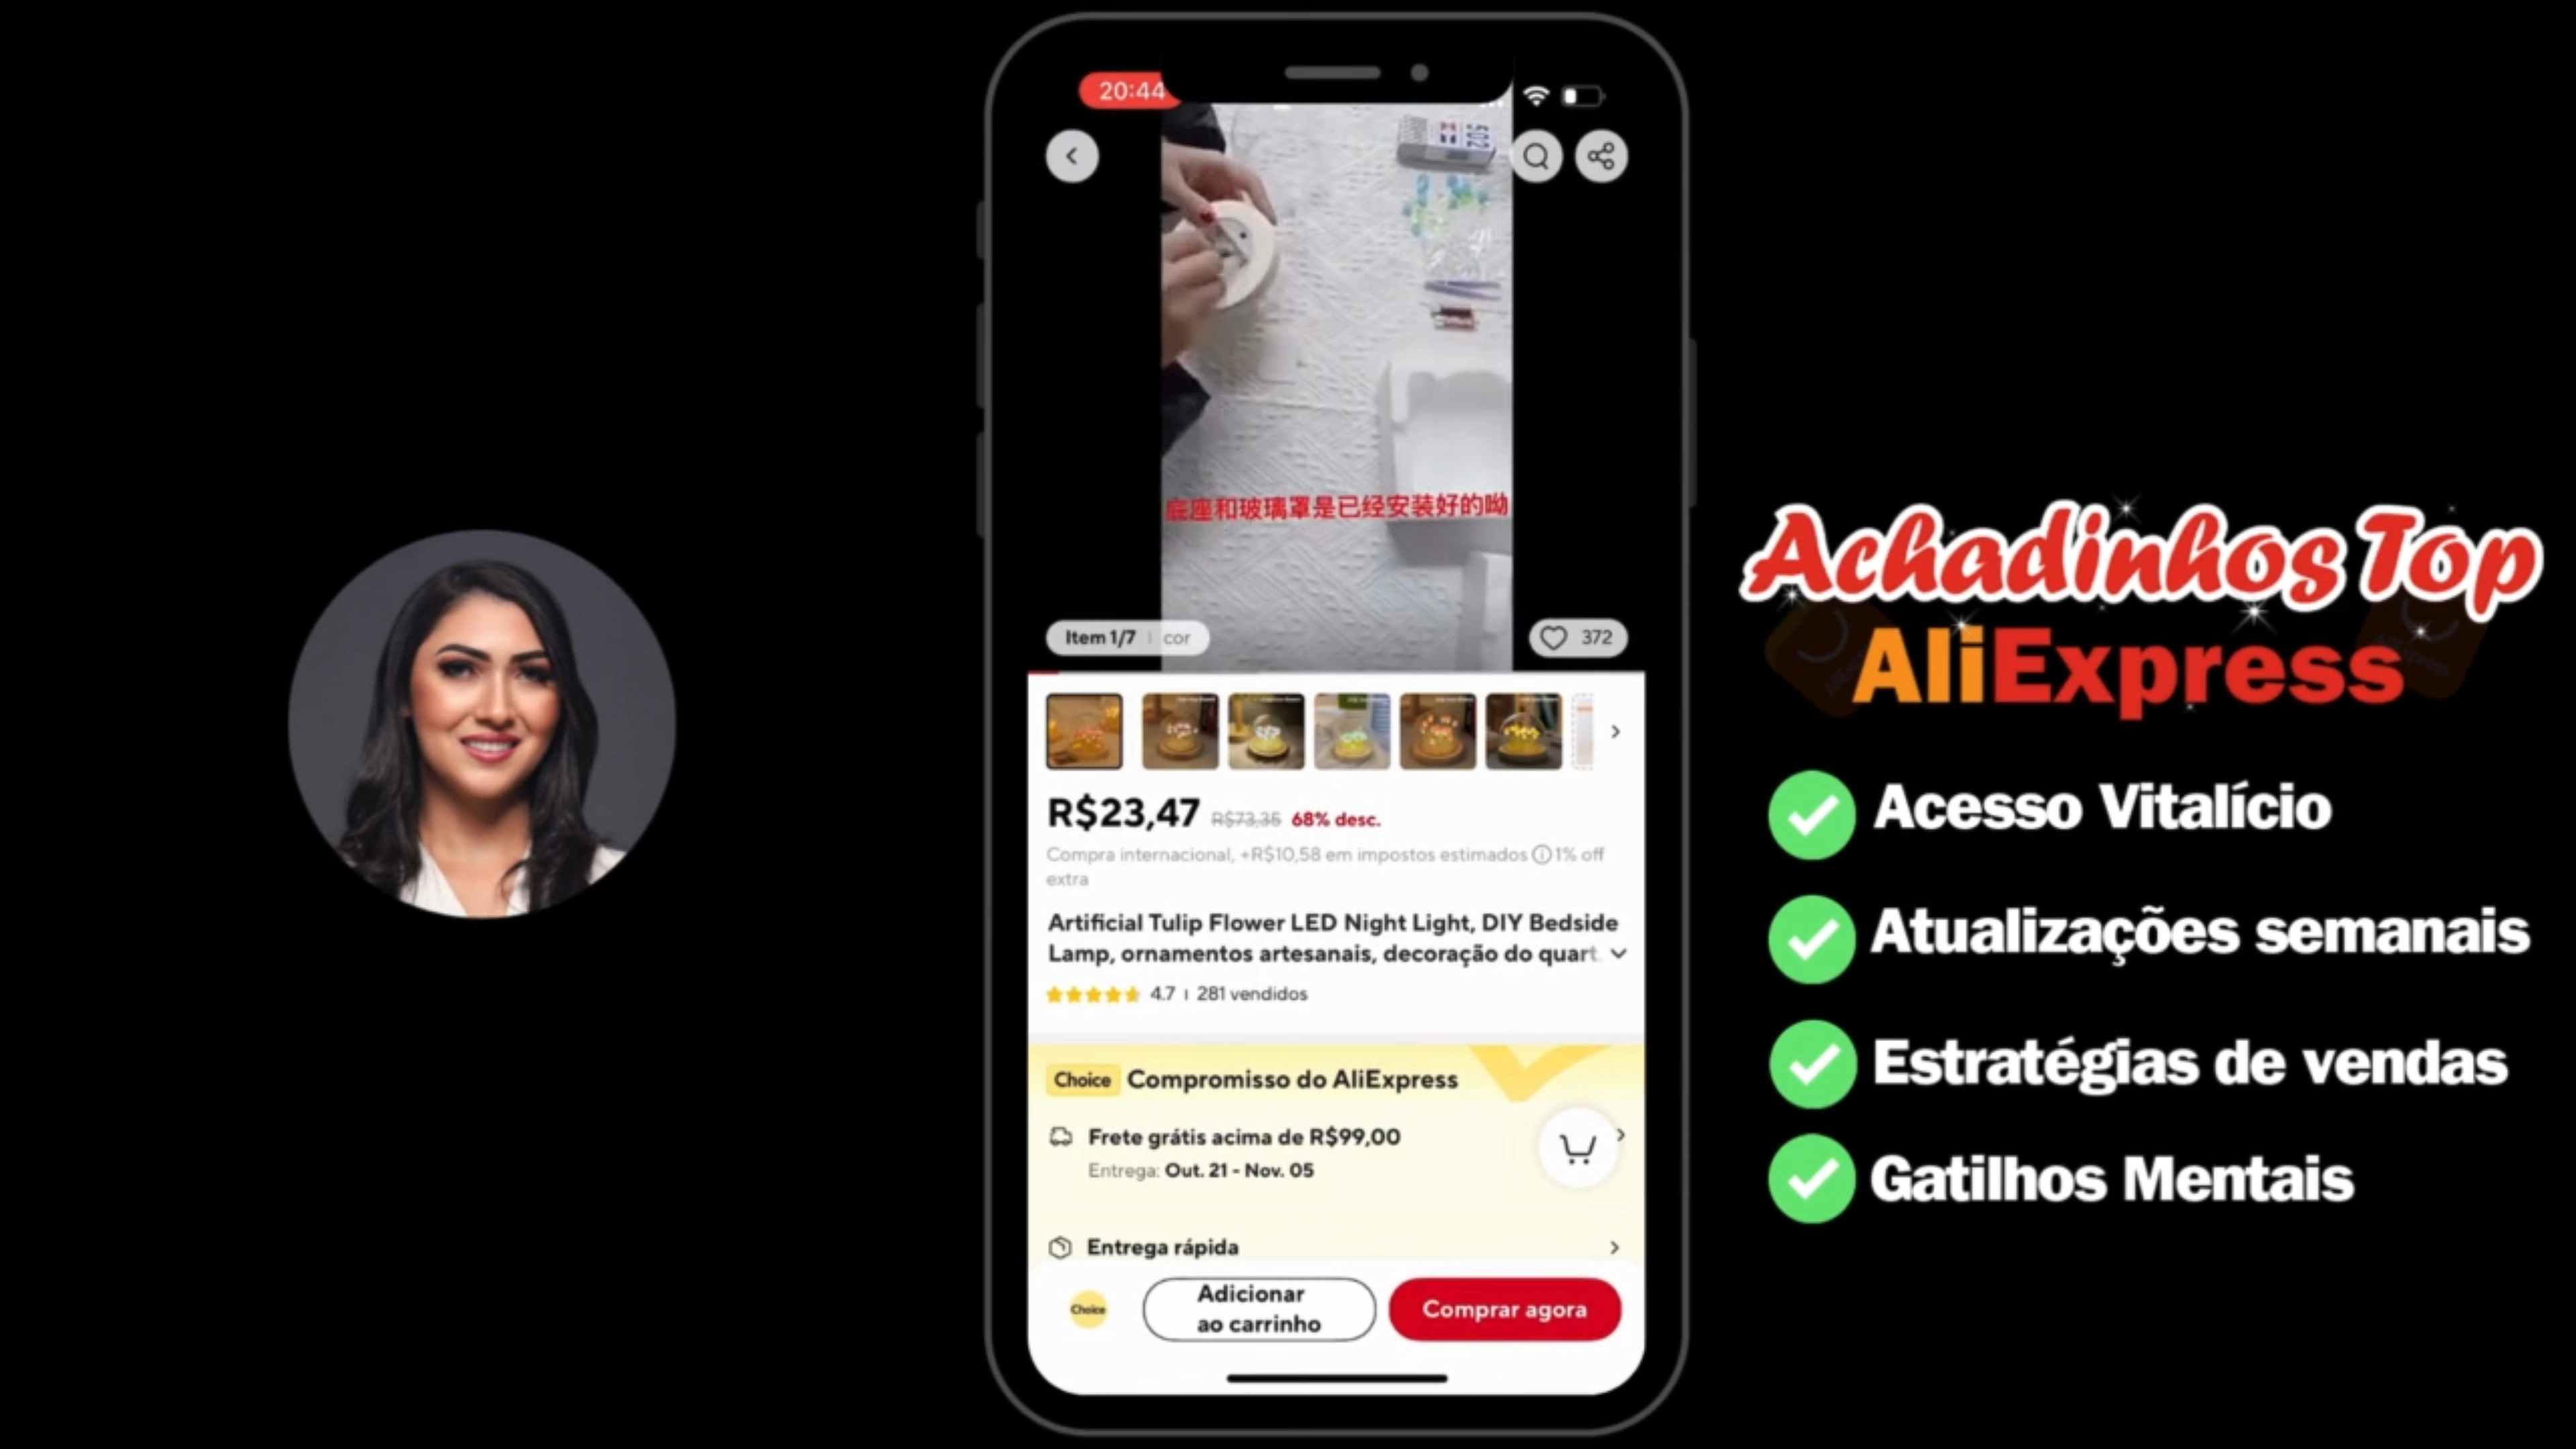 20:44
底座和玻璃罩是已经安装好的呦
Item 1/7 | cor
372
R$23,47 R$73,35 68% desc.
Compra internacional, +R$10,58 em impostos estimados 1% off
extra
Artificial Tulip Flower LED Night Light, DIY Bedside
Lamp, ornamentos artesanais, decoração do quart
4.7 | 281 vendidos
Choice Compromisso do AliExpress
Frete grátis acima de R$99,00
Entrega: Out. 21 - Nov. 05
Entrega rápida
Choice
Adicionar
ao carrinho
Comprar agora
Achadinhos Top
AliExpress
Acesso Vitalício
Atualizações semanais
Estratégias de vendas
Gatilhos Mentais